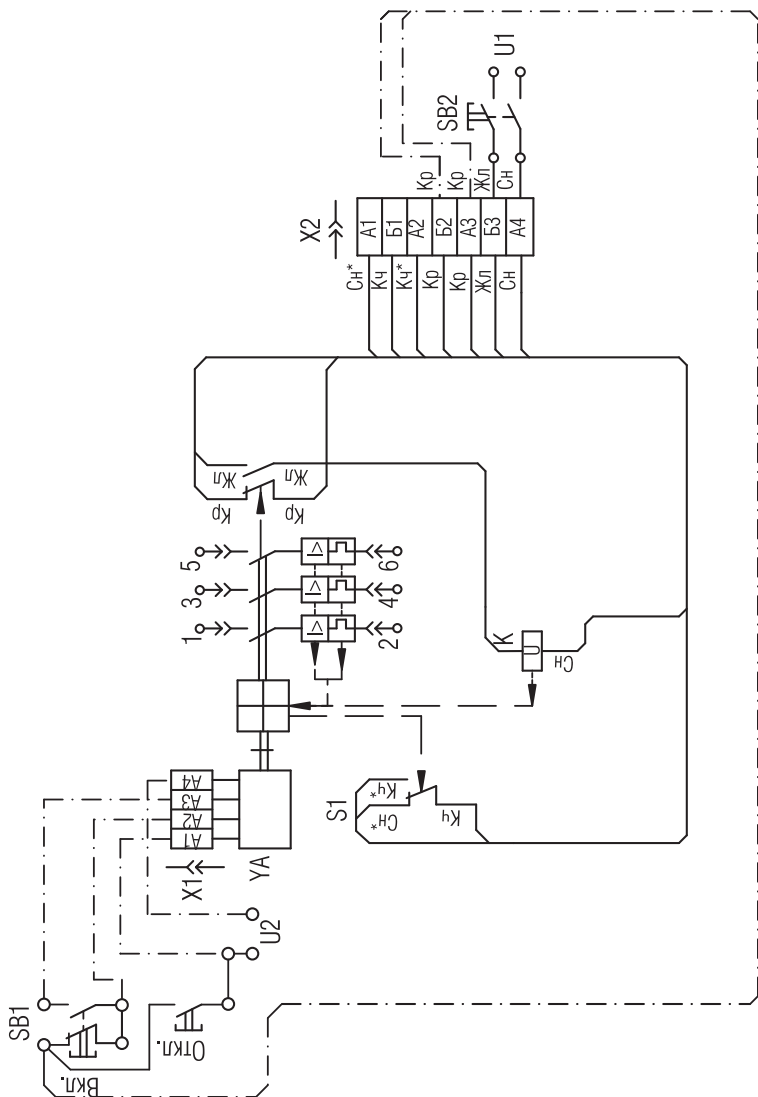 U1
SB2
Кр
Кр
Жл
Сн
X2
А1
Б1
А2
Б2
А3
Б3
А4
Сн*
Кч
Кч*
Кр
Кр
Жл
Сн
Жл
Жл
Кр
Кр
5
3
1
I>
I>
I>
6
4
2
К
U
Сн
А4
А3
А2
А1
X1
YA
S1
Кч*
Сн*
Кч
U2
SB1
Вкл.
Откл.